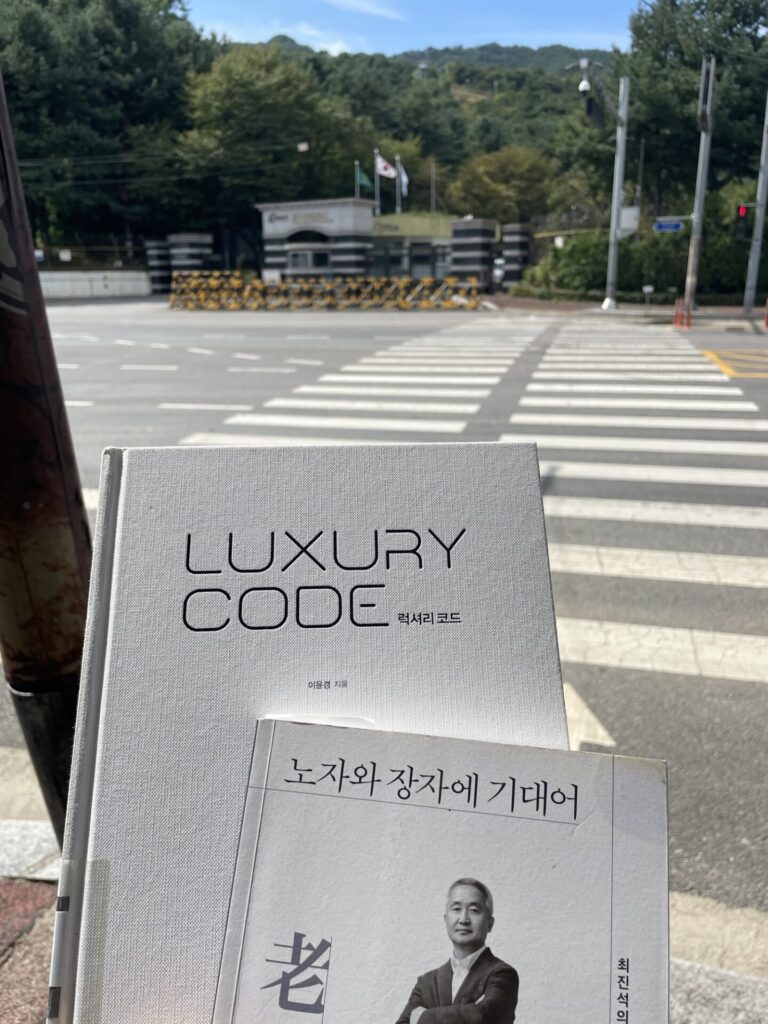 LUXURY
CODE 럭셔리 코드
이윤경 지음
노자와 장자에 기대어
老
최진석의